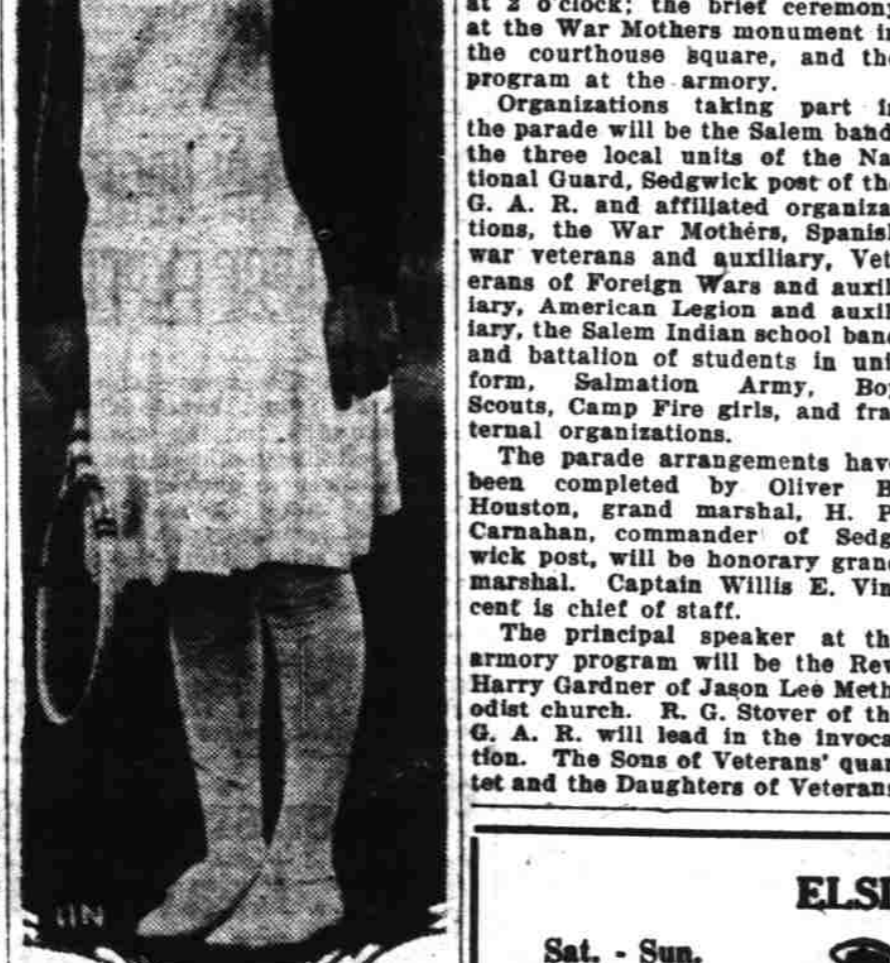 at 2 o'clock; the brief ceremony
at the War Mothers monument in
the courthouse square, and the
program at the armory.
Organizations taking part in
the parade will be the Salem band,
the three local units of the Na
tional Guard, Sedgwick post of the
G. A. R. and affiliated organiza
tions, the War Mothers, Spanish
war veterans and auxiliary, Vet
erans of Foreign Wars and auxil
iary, American Legion and auxil
iary, the Salem Indian school band
and battalion of students in uni
form, Salmation Army, Boy
Scouts, Camp Fire girls, and fra
ternal organizations.
The parade arrangements have
been completed by Oliver B
Houston, grand marshal, H. P
Carnahan, commander of Sedg
wick post, will be honorary grand
marshal. Captain Willis E. Vin
cent is chief of staff.
The principal speaker at the
armory program will be the Rev
Harry Gardner of Jason Lee Meth
odist church. R. G. Stover of the
G. A. R. will lead in the invoca
tion. The Sons of Veterans' quar
tet and the Daughters of Veterans
ELSI
Sat. - Sun.